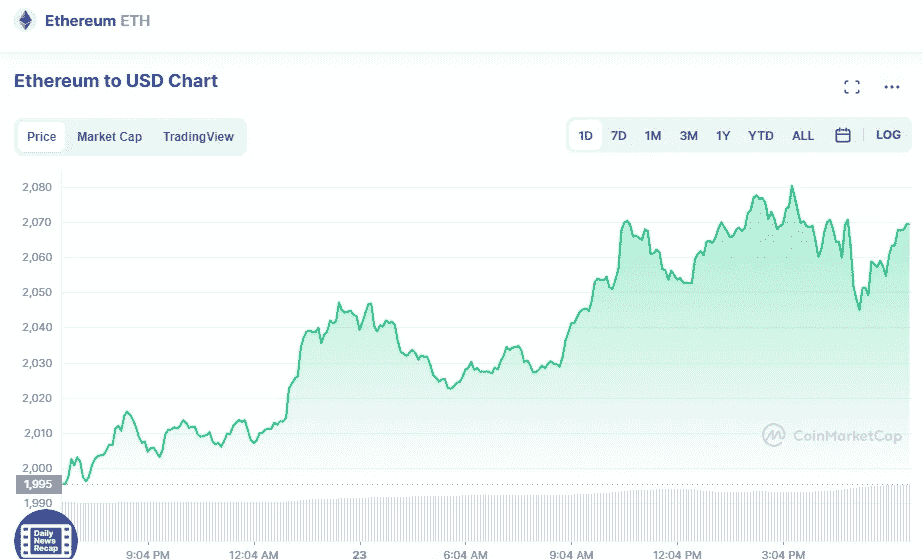 Ethereum ETH
Ethereum to USD Chart
Price Market Cap TradingView
1D 7D 1M 3M 1Y YTD ALL LOG
2,080
2,070
2,060
2,050
2,040
2,030
2,020
2,010
2,000
1,995
1,990
CoinMarketCap
Daily
News
Recap
9:04 PM 12:04 AM 23 6:04 AM 9:04 AM 12:04 PM 3:04 PM